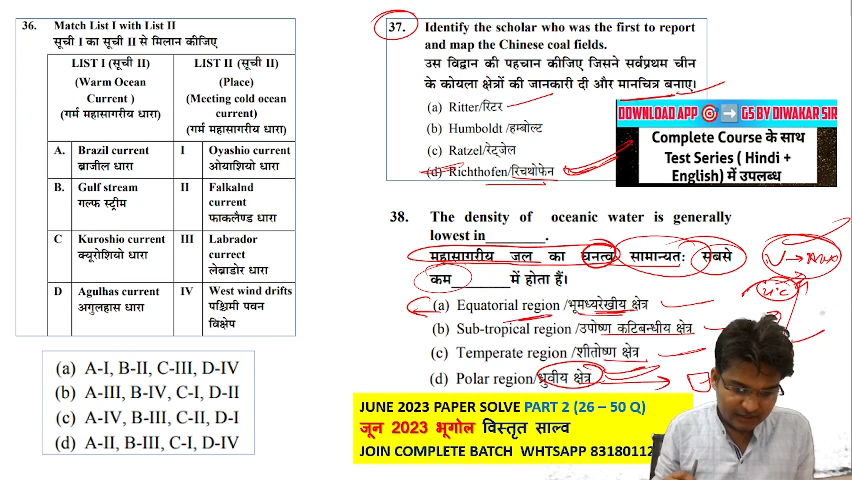 36. Match List I with List II
सूची I का सूची II से मिलान कीजिए
LIST I (सूची II) LIST II (सूची II)
(Warm Ocean Current ) (Place)
(गर्म महासागरीय धारा) (Meeting cold ocean current)
(गर्म महासागरीय धारा)
A. Brazil current I Oyashio current
ब्राजील धारा ओयाशियो धारा
B. Gulf stream II Falkalnd current
गल्फ स्ट्रीम फाकलैण्ड धारा
C Kuroshio current III Labrador currect
क्यूरोशियो धारा लेब्राडोर धारा
D Agulhas current IV West wind drifts
अगुलहास धारा पश्चिमी पवन विक्षेप
(a) A-I, B-II, C-III, D-IV
(b) A-III, B-IV, C-I, D-II
(c) A-IV, B-III, C-II, D-I
(d) A-II, B-III, C-I, D-IV
37. Identify the scholar who was the first to report
and map the Chinese coal fields.
उस विद्वान की पहचान कीजिए जिसने सर्वप्रथम चीन
के कोयला क्षेत्रों की जानकारी दी और मानचित्र बनाए।
(a) Ritter/रिटर
(b) Humboldt /हम्बोल्ट
(c) Ratzel/रेट्जेल
(d) Richthofen/रिचथोफेन
DOWNLOAD APP GS BY DIWAKAR SIR
Complete Course के साथ
Test Series ( Hindi +
English) में उपलब्ध
38. The density of oceanic water is generally
lowest in________.
महासागरीय जल का घनत्व सामान्यतः सबसे
कम________में होता हैं।
(a) Equatorial region/भूमध्यरेखीय क्षेत्र
(b) Sub-tropical region/उपोष्ण कटिबन्धीय क्षेत्र
(c) Temperate region /शीतोष्ण क्षेत्र
(d) Polar region/ध्रुवीय क्षेत्र
JUNE 2023 PAPER SOLVE PART 2 (26 – 50 Q)
जून 2023 भूगोल विस्तृत साल्व
JOIN COMPLETE BATCH WHTSAPP 83180112